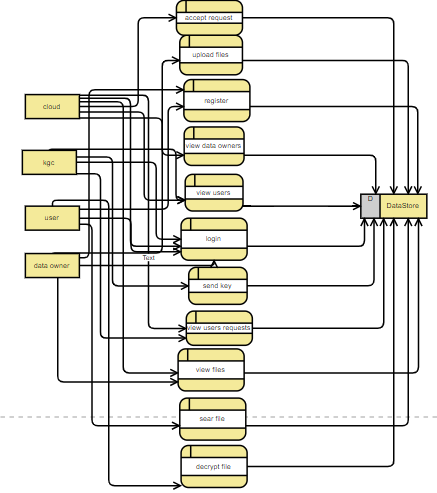 accept request
upload files
cloud
register
view data owners
kgc
view users
D
DataStore
user
login
Text
data owner
send key
view users requests
view files
sear file
decrypt file